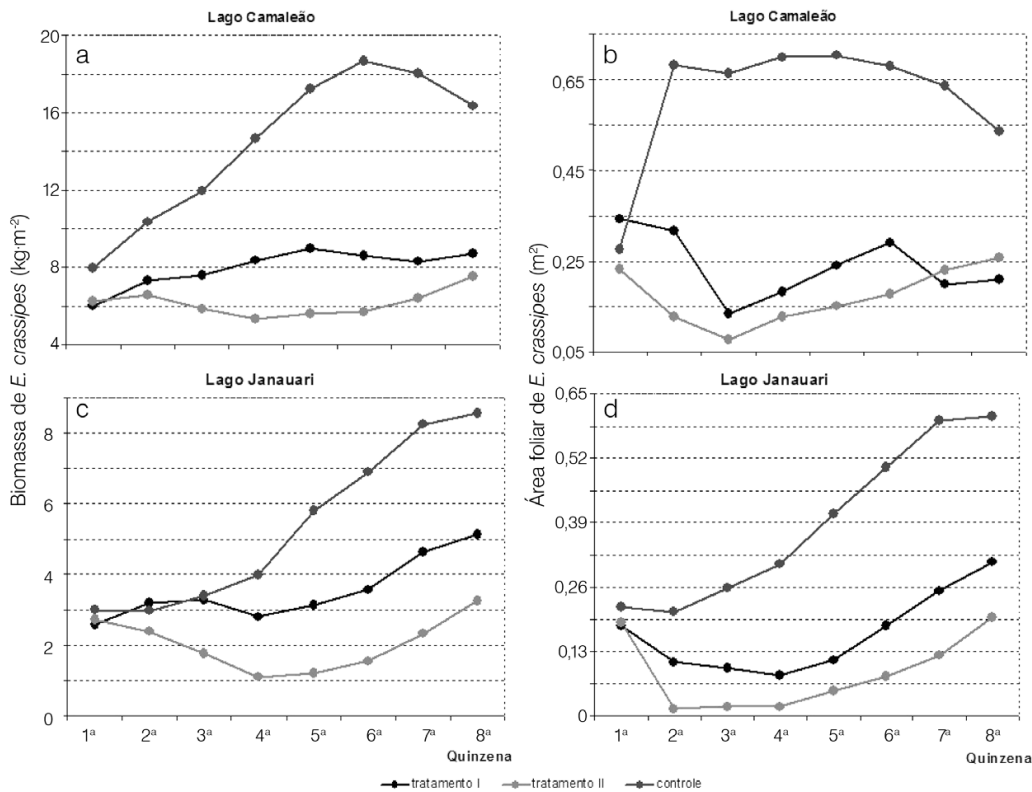 Lago Camaleão
Lago Camaleão
a
20
16
12
8
4
b
0,65
0,45
0,25
0,05
Biomassa de E. crassipes (kg·m⁻²)
Área foliar de E. crassipes (m²)
Lago Janauari
Lago Janauari
c
8
6
4
2
0
d
0,65
0,52
0,39
0,26
0,13
0
1ª 2ª 3ª 4ª 5ª 6ª 7ª 8ª
Quinzena
1ª 2ª 3ª 4ª 5ª 6ª 7ª 8ª
Quinzena
tratamento I tratamento II controle